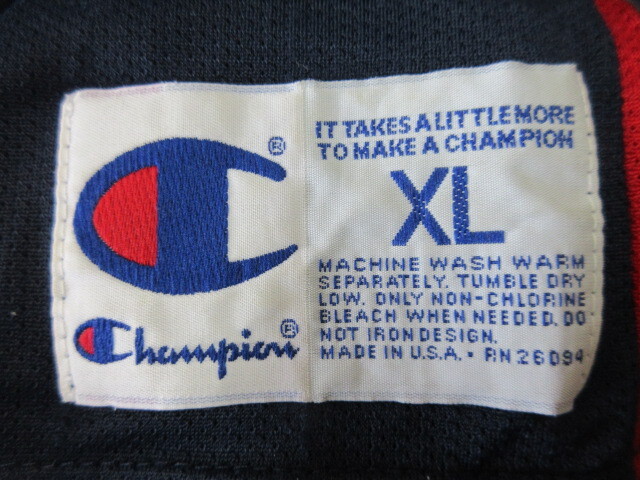 IT TAKES A LITTLE MORE
TO MAKE A CHAMPION
XL
MACHINE WASH WARM
SEPARATELY. TUMBLE DRY
LOW. ONLY NON-CHLORINE
BLEACH WHEN NEEDED. DO
NOT IRON DESIGN.
MADE IN U.S.A. • RN 26094
®
Champion®